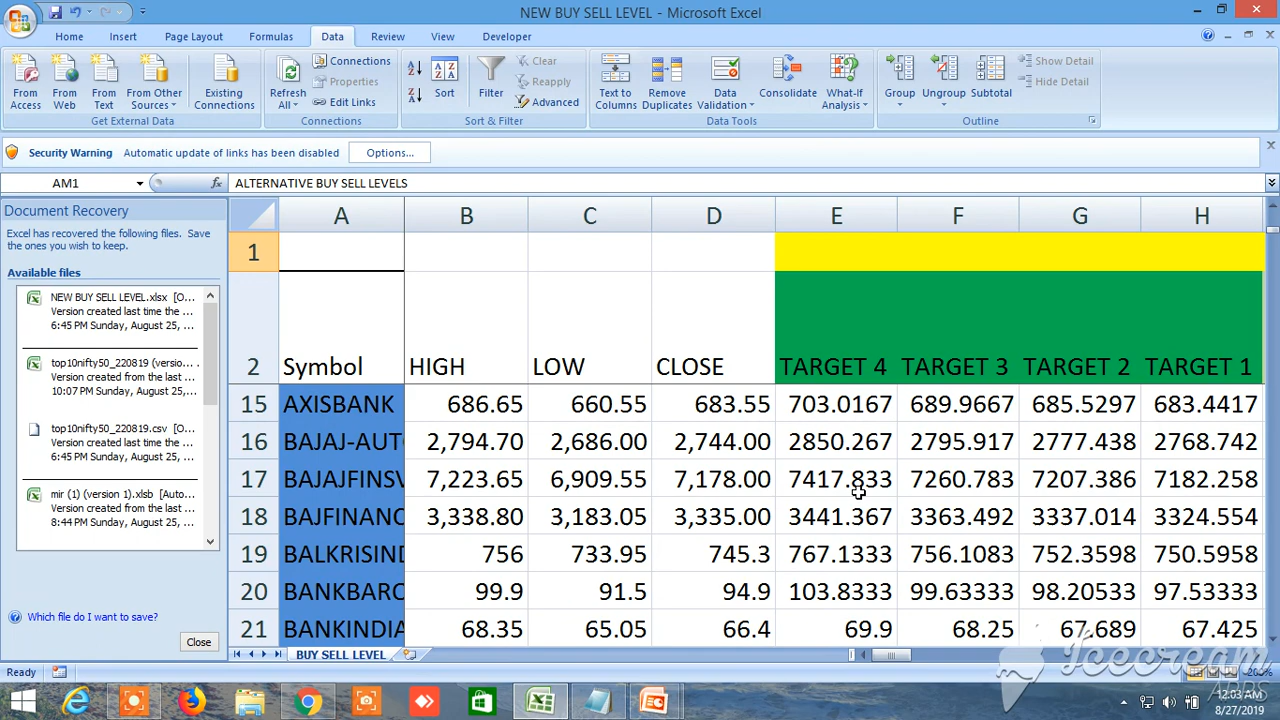 NEW BUY SELL LEVEL - Microsoft Excel
Home Insert Page Layout Formulas Data Review View Developer
From Access From Web From Text From Other Sources Existing Connections
Get External Data
Refresh All Connections Properties Edit Links
Connections
Sort Filter Clear Reapply Advanced
Sort & Filter
Text to Columns Remove Duplicates Data Validation Consolidate What-If Analysis
Data Tools
Group Ungroup Subtotal Show Detail Hide Detail
Outline
Security Warning Automatic update of links has been disabled Options...
AM1 fx ALTERNATIVE BUY SELL LEVELS
Document Recovery
Excel has recovered the following files. Save
the ones you wish to keep.
Available files
NEW BUY SELL LEVEL.xlsx [O...
Version created last time the ...
6:45 PM Sunday, August 25, ...
top10nifty50_220819 (versio...
Version created from the last ...
10:07 PM Sunday, August 25, ...
top10nifty50_220819.csv [O...
Version created last time the ...
6:45 PM Sunday, August 25, ...
mir (1) (version 1).xlsb [Auto...
Version created from the last ...
8:44 PM Sunday, August 25, ...
Which file do I want to save?
Close
A B C D E F G H
1
2 Symbol HIGH LOW CLOSE TARGET 4 TARGET 3 TARGET 2 TARGET 1
15 AXISBANK 686.65 660.55 683.55 703.0167 689.9667 685.5297 683.4417
16 BAJAJ-AUTO 2,794.70 2,686.00 2,744.00 2850.267 2795.917 2777.438 2768.742
17 BAJAJFINSV 7,223.65 6,909.55 7,178.00 7417.833 7260.783 7207.386 7182.258
18 BAJFINANC 3,338.80 3,183.05 3,335.00 3441.367 3363.492 3337.014 3324.554
19 BALKRISIND 756 733.95 745.3 767.1333 756.1083 752.3598 750.5958
20 BANKBARO 99.9 91.5 94.9 103.8333 99.63333 98.20533 97.53333
21 BANKINDIA 68.35 65.05 66.4 69.9 68.25 67.689 67.425
BUY SELL LEVEL
Ready 200%
Icecream
APPS
12:03 AM
8/27/2019